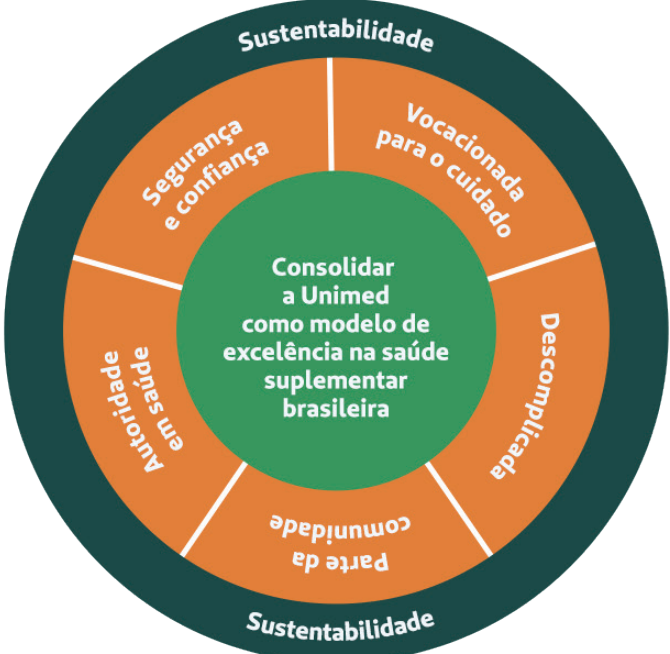 Sustentabilidade
Vocacionada
para o cuidado
Descomplicada
Parte da
comunidade
Autoridade
em saúde
Segurança
e confiança
Consolidar
a Unimed
como modelo de
excelência na saúde
suplementar
brasileira
Sustentabilidade